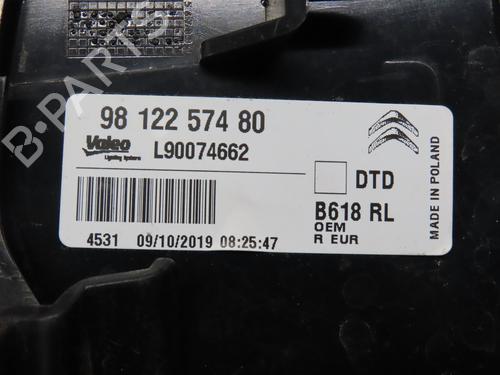 B-PARTS
98 122 574 80
Valeo
Lighting Systems
L90074662
DTD
B618 RL
OEM
R EUR
4531 09/10/2019 08:25:47
MADE IN POLAND